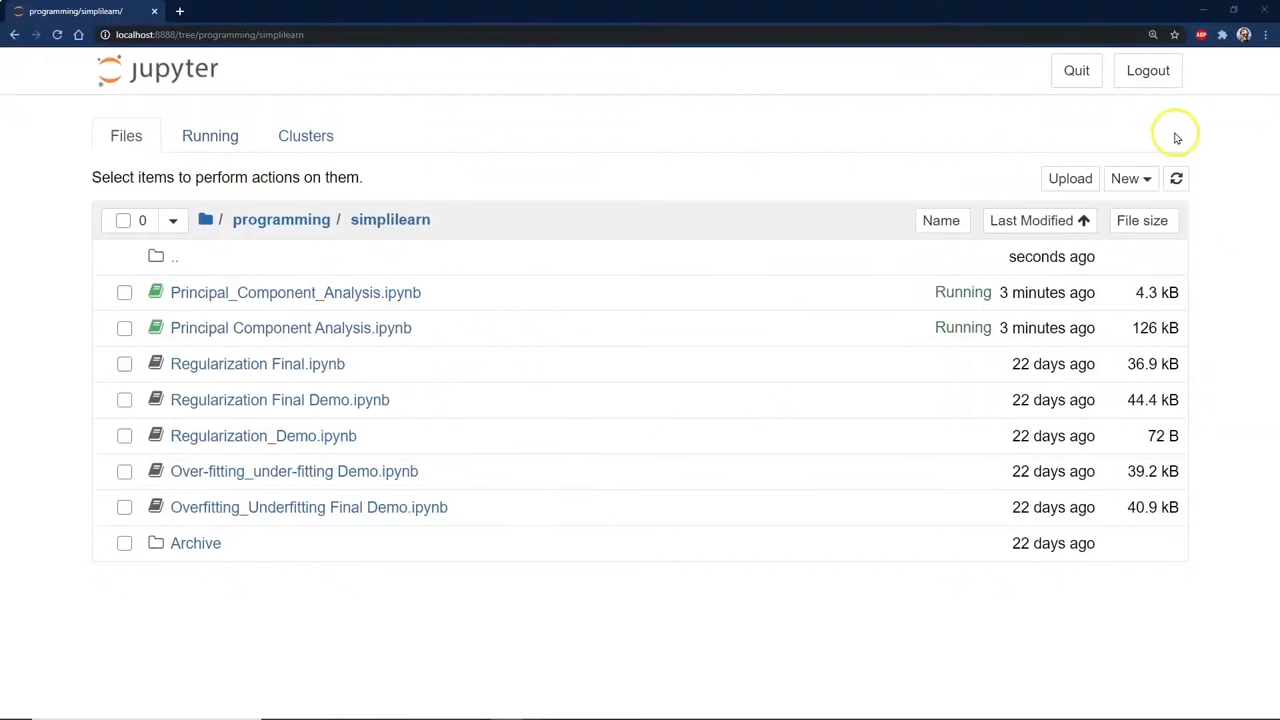 programming/simplilearn/
localhost:8888/tree/programming/simplilearn
ABP
jupyter
Quit
Logout
Files
Running
Clusters
Select items to perform actions on them.
Upload
New
0
/ programming / simplilearn
Name
Last Modified
File size
..
seconds ago
Principal_Component_Analysis.ipynb Running 3 minutes ago 4.3 kB
Principal Component Analysis.ipynb Running 3 minutes ago 126 kB
Regularization Final.ipynb 22 days ago 36.9 kB
Regularization Final Demo.ipynb 22 days ago 44.4 kB
Regularization_Demo.ipynb 22 days ago 72 B
Over-fitting_under-fitting Demo.ipynb 22 days ago 39.2 kB
Overfitting_Underfitting Final Demo.ipynb 22 days ago 40.9 kB
Archive 22 days ago